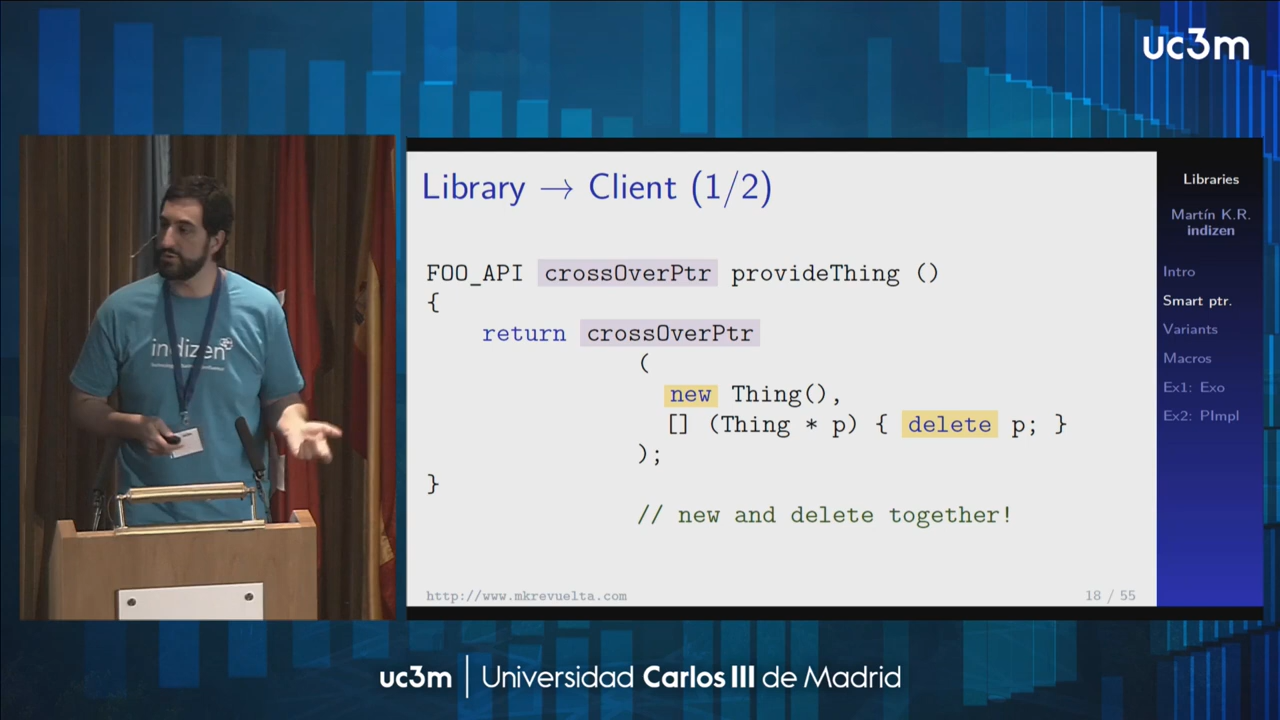 uc3m
indizen
Library → Client (1/2)
FOO_API crossOverPtr provideThing ()
{
return crossOverPtr
(
new Thing(),
[] (Thing * p) { delete p; }
);
}
// new and delete together!
http://www.mkrevuelta.com
18 / 55
Libraries
Martín K.R.
indizen
Intro
Smart ptr.
Variants
Macros
Ex1: Exo
Ex2: PImpl
uc3m | Universidad Carlos III de Madrid